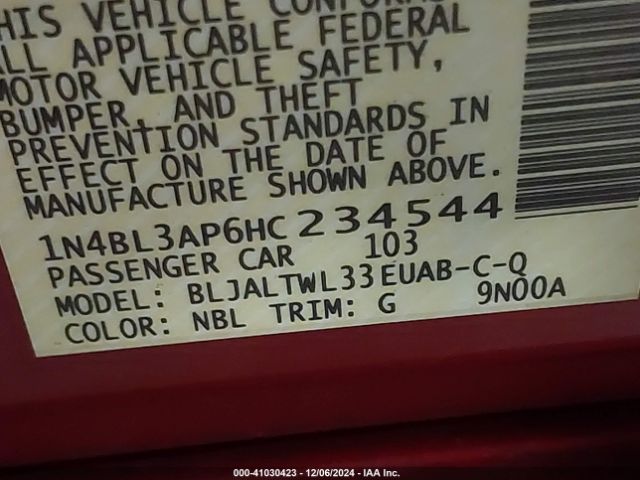 THIS VEHICLE CONFORMS
ALL APPLICABLE FEDERAL
MOTOR VEHICLE SAFETY,
BUMPER, AND THEFT
PREVENTION STANDARDS IN
EFFECT ON THE DATE OF
MANUFACTURE SHOWN ABOVE.
1N4BL3AP6HC234544
PASSENGER CAR 103
MODEL: BLJALTWL33EUAB-C-Q
COLOR: NBL TRIM: G 9N00A
000-41030423 - 12/06/2024 - IAA Inc.